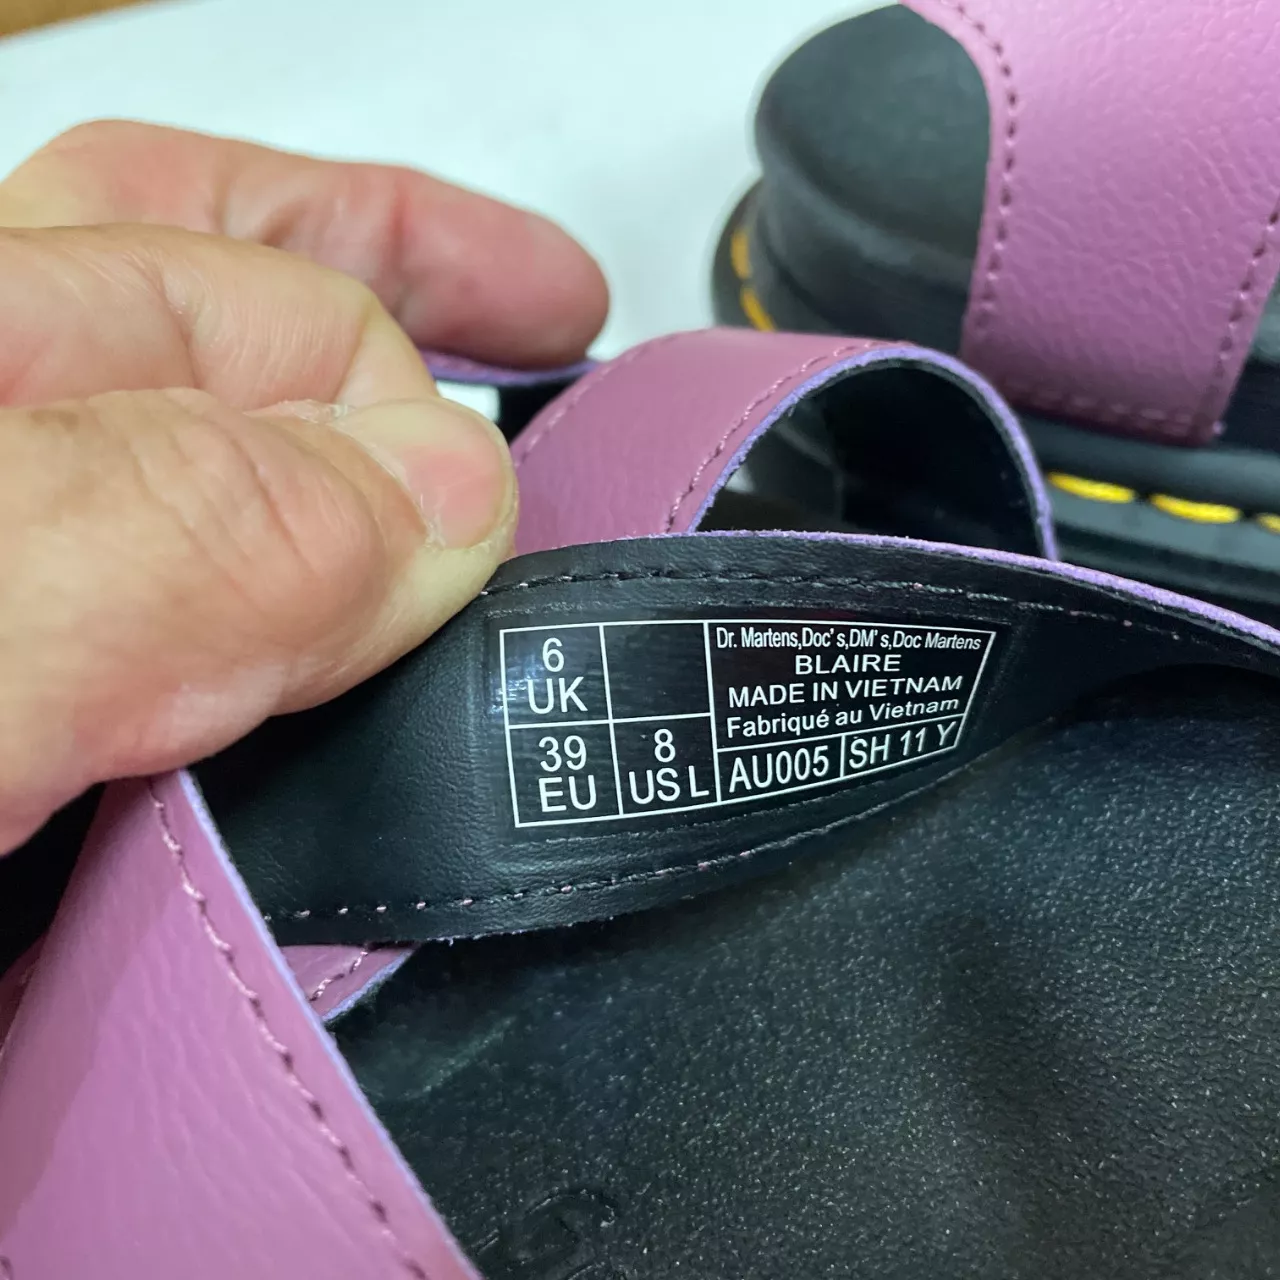 6
UK
39
EU
8
US L
Dr. Martens,Doc's,DM's,Doc Martens
BLAIRE
MADE IN VIETNAM
Fabriqué au Vietnam
AU005
SH 11 Y